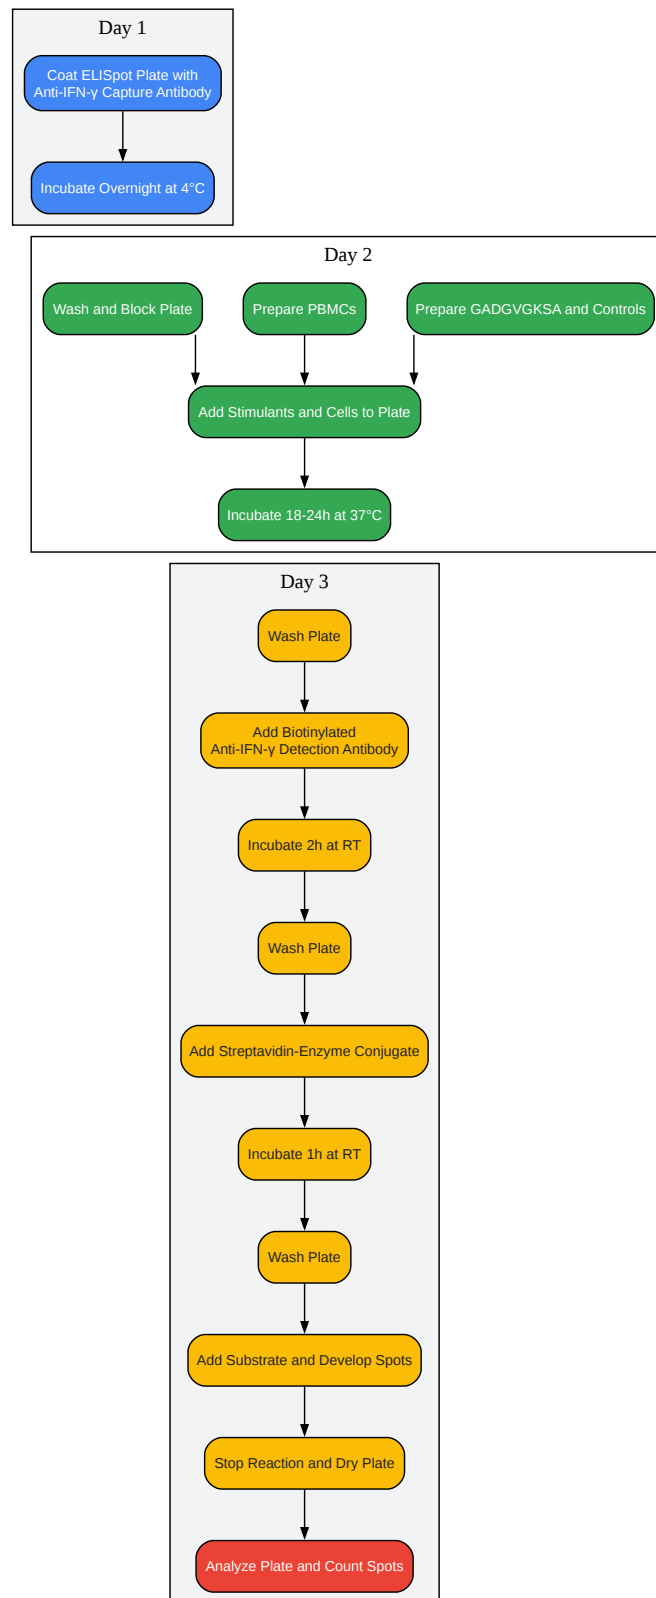 Day 1
Coat ELISpot Plate with
Anti-IFN-γ Capture Antibody
Incubate Overnight at 4°C
Day 2
Wash and Block Plate
Prepare PBMCs
Prepare GADGVGKSA and Controls
Add Stimulants and Cells to Plate
Incubate 18-24h at 37°C
Day 3
Wash Plate
Add Biotinylated
Anti-IFN-γ Detection Antibody
Incubate 2h at RT
Wash Plate
Add Streptavidin-Enzyme Conjugate
Incubate 1h at RT
Wash Plate
Add Substrate and Develop Spots
Stop Reaction and Dry Plate
Analyze Plate and Count Spots